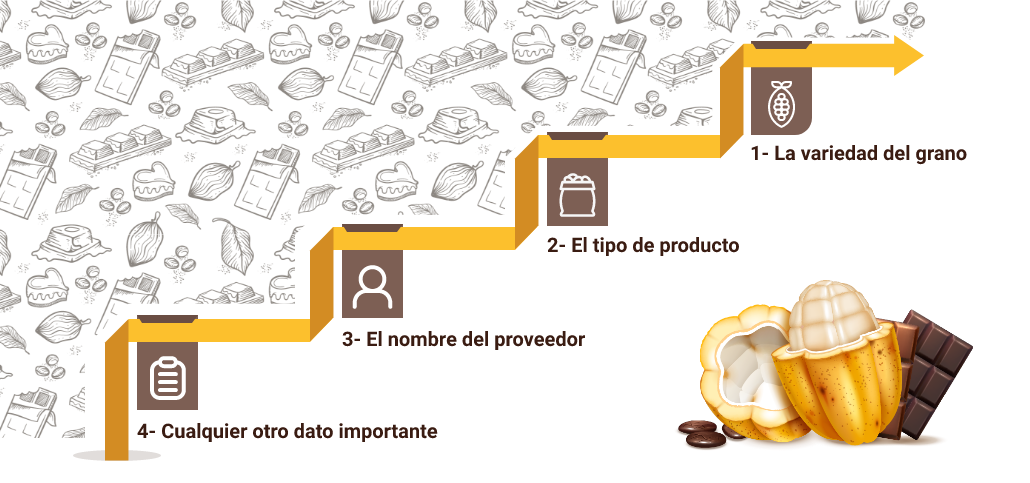 1- La variedad del grano
2- El tipo de producto
3- El nombre del proveedor
4- Cualquier otro dato importante